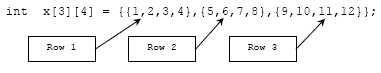 int x[3][4] = {{1,2,3,4},{5,6,7,8},{9,10,11,12}};
Row 1 Row 2 Row 3